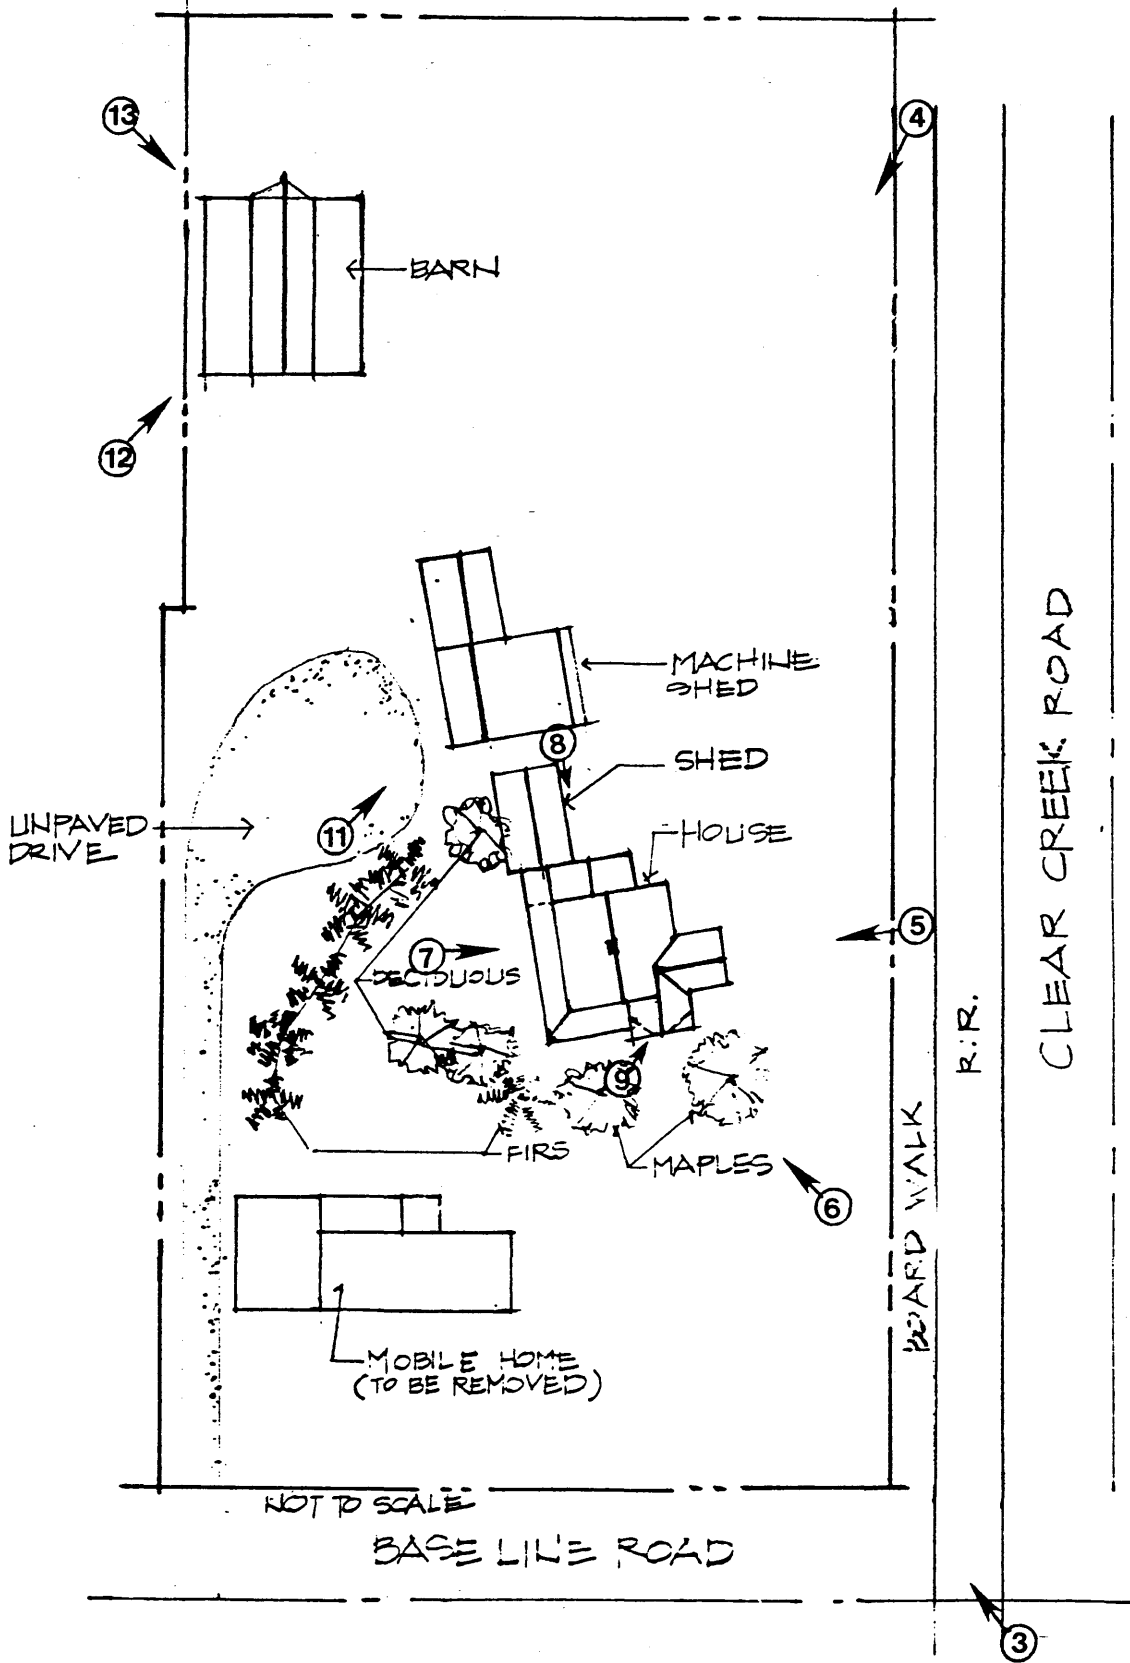 13
4
BARN
12
MACHINE
SHED
8
SHED
UNPAVED
DRIVE
11
HOUSE
7
DECIDUOUS
5
CLEAR CREEK ROAD
R.R.
9
FIRS
MAPLES
6
BOARD WALK
MOBILE HOME
(TO BE REMOVED)
NOT TO SCALE
BASE LINE ROAD
3